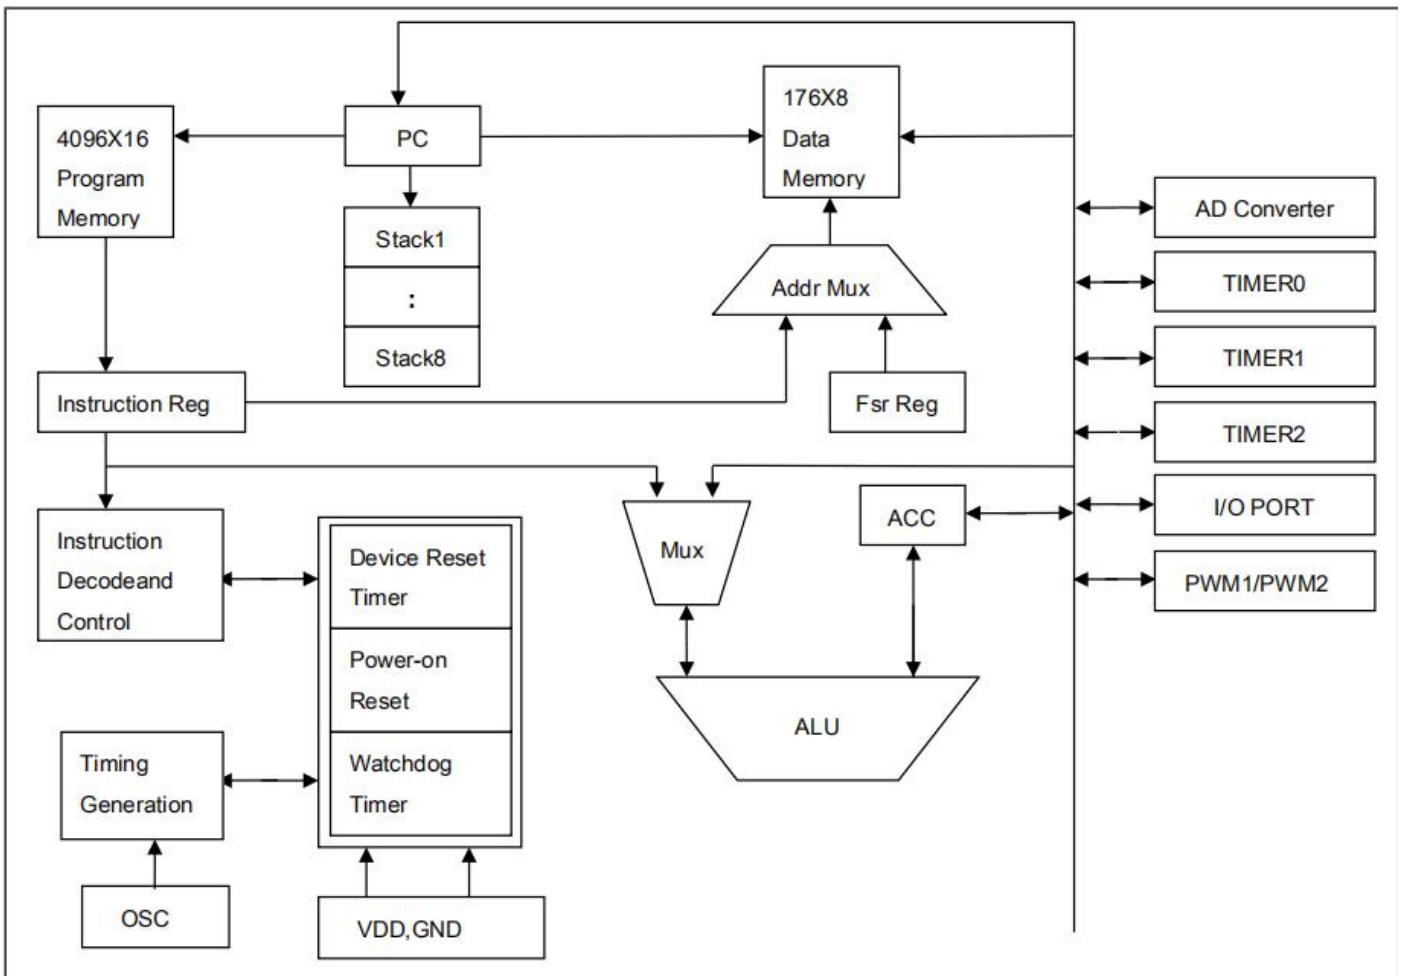 4096X16
Program
Memory
PC
176X8
Data
Memory
Stack1
:
Stack8
Addr Mux
AD Converter
TIMER0
TIMER1
TIMER2
I/O PORT
PWM1/PWM2
Instruction Reg
Fsr Reg
Instruction
Decodeand
Control
Device Reset
Timer
Power-on
Reset
Watchdog
Timer
Mux
ACC
ALU
Timing
Generation
OSC
VDD,GND